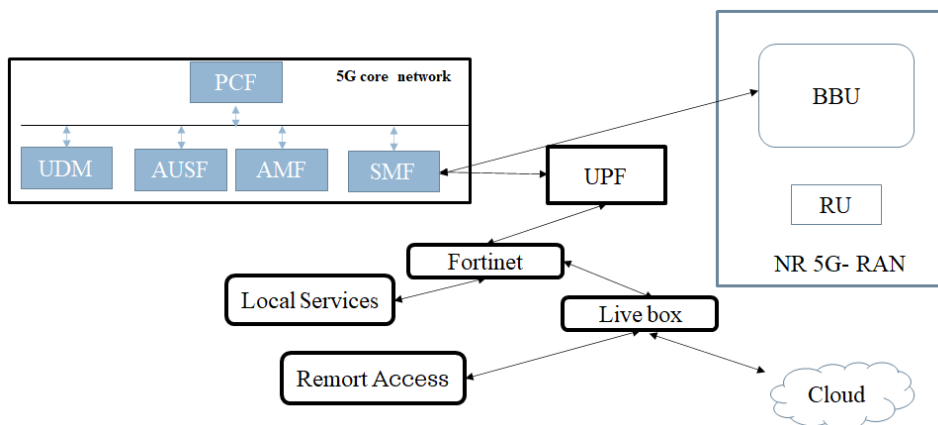 5G core network
PCF
UDM
AUSF
AMF
SMF
UPF
BBU
RU
NR 5G- RAN
Fortinet
Local Services
Live box
Remort Access
Cloud